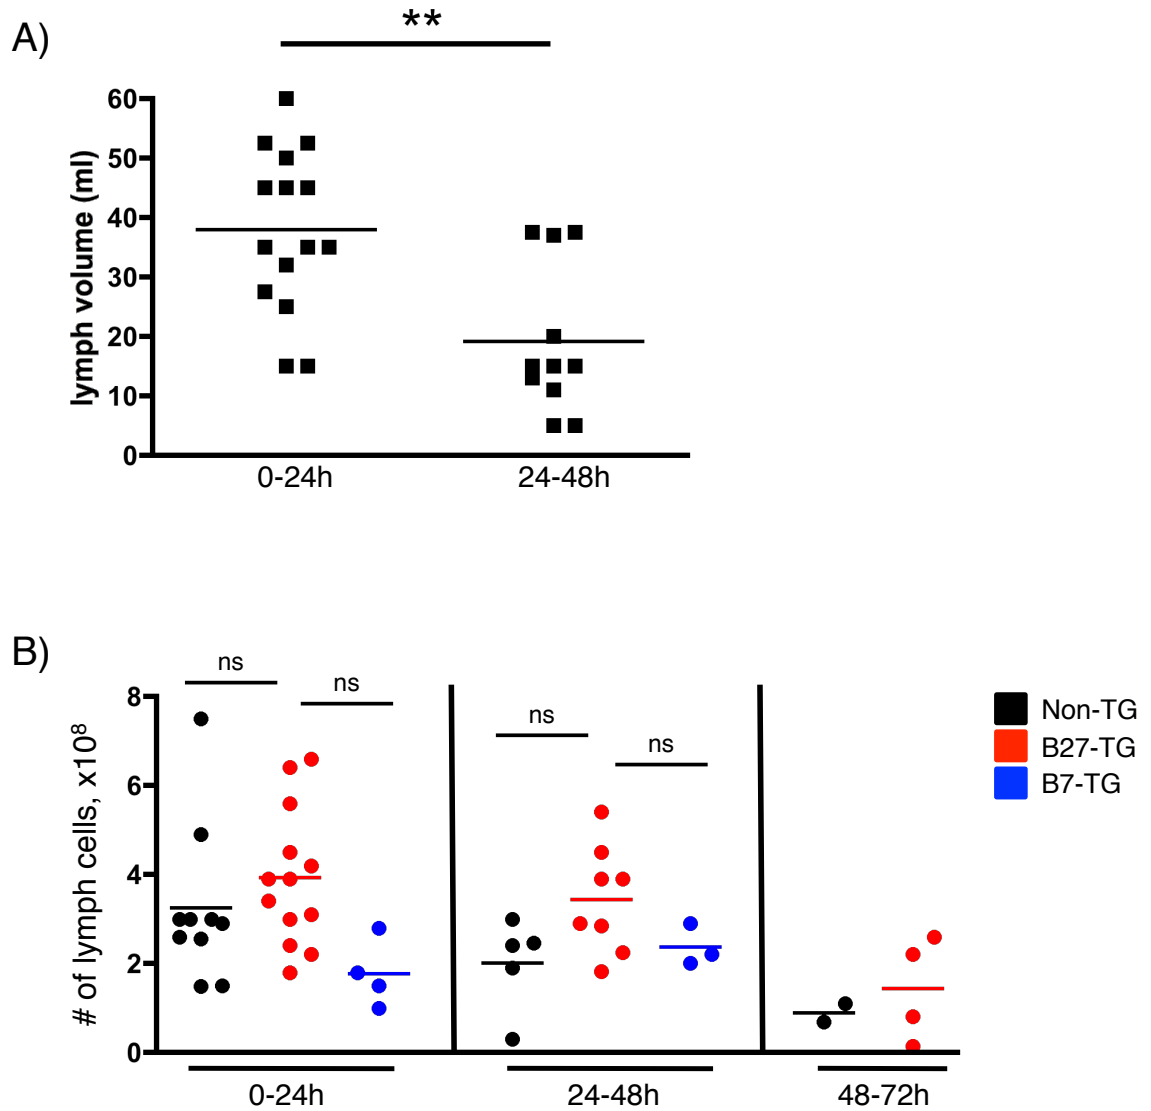 A)
**
60
50
40
30
20
10
0
lymph volume (ml)
0-24h
24-48h
B)
ns
ns
ns
ns
8
6
4
2
0
# of lymph cells, x10⁸
Non-TG
B27-TG
B7-TG
0-24h
24-48h
48-72h